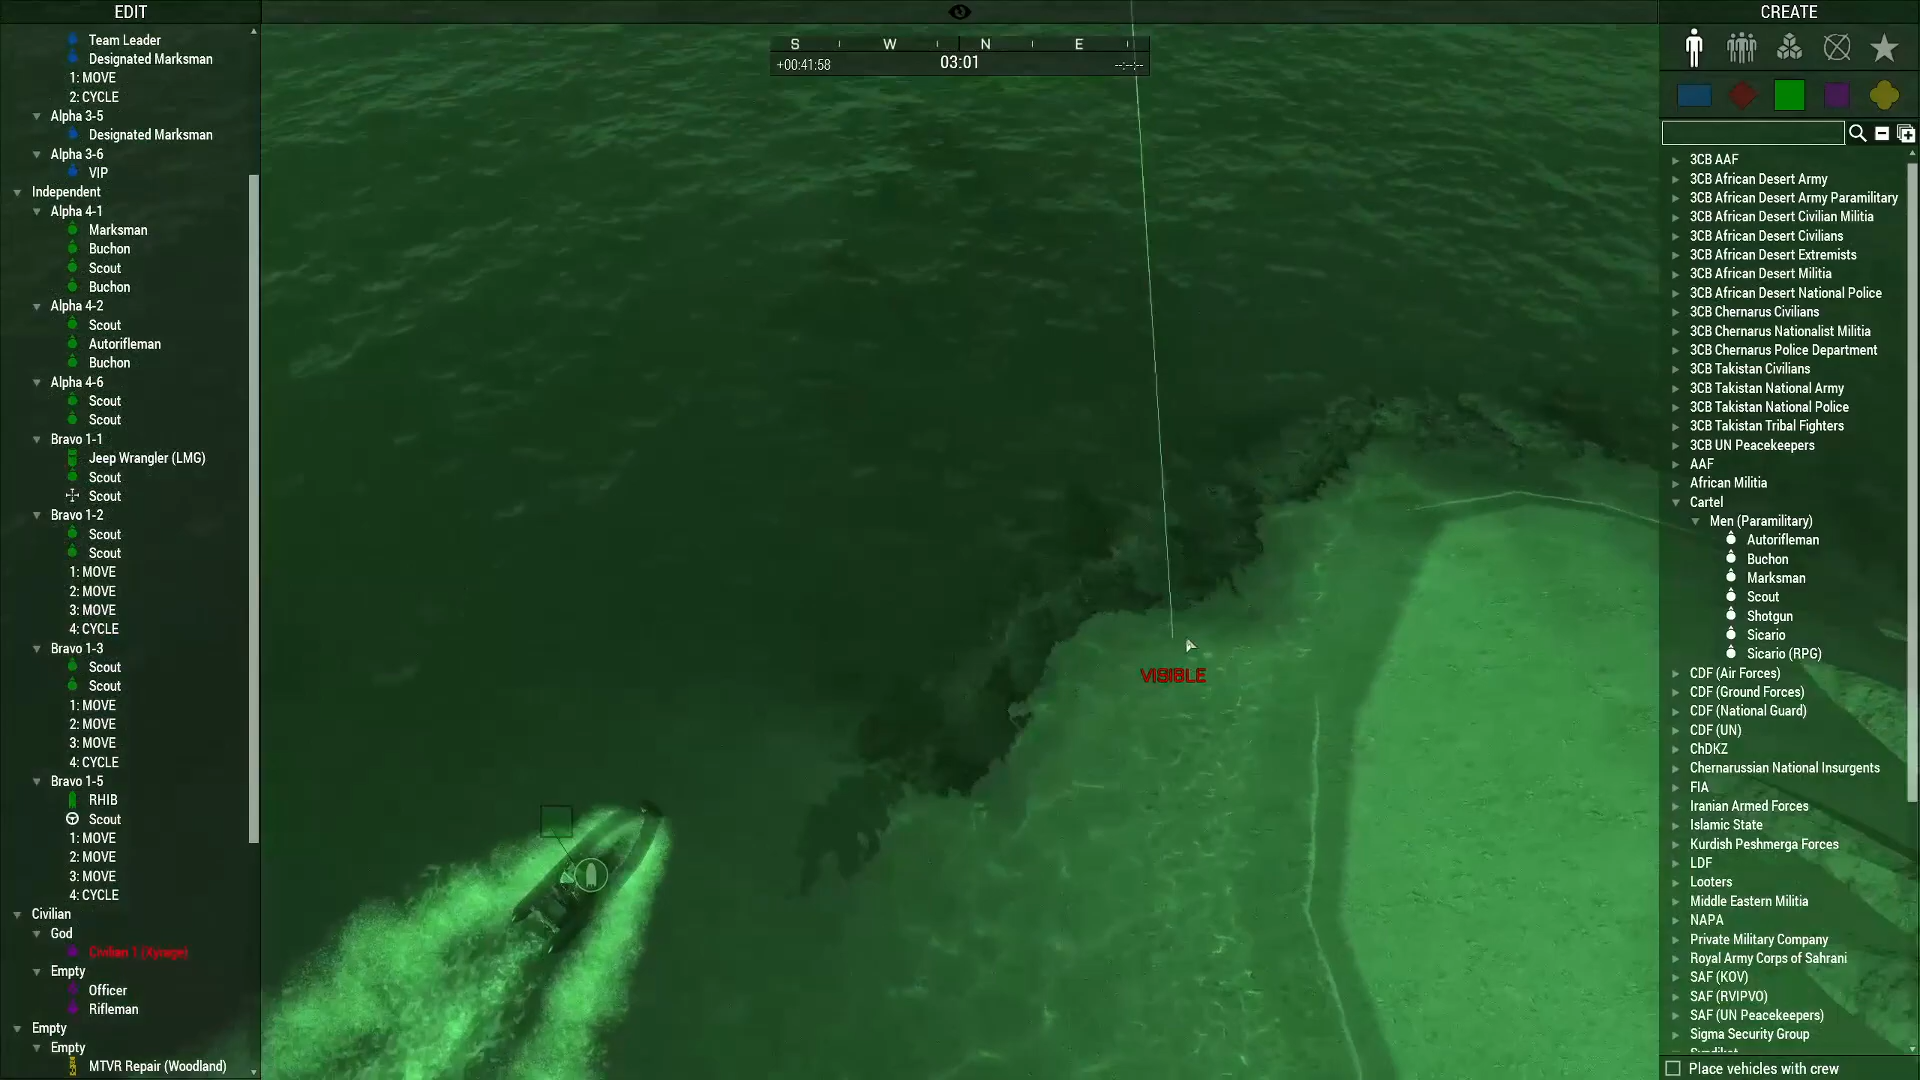 EDIT
Team Leader
Designated Marksman
1: MOVE
2: CYCLE
Alpha 3-5
Designated Marksman
Alpha 3-6
VIP
Independent
Alpha 4-1
Marksman
Buchon
Scout
Buchon
Alpha 4-2
Scout
Autorifleman
Buchon
Alpha 4-6
Scout
Scout
Bravo 1-1
Jeep Wrangler (LMG)
Scout
Scout
Bravo 1-2
Scout
Scout
1: MOVE
2: MOVE
3: MOVE
4: CYCLE
Bravo 1-3
Scout
Scout
1: MOVE
2: MOVE
3: MOVE
4: CYCLE
Bravo 1-5
RHIB
Scout
1: MOVE
2: MOVE
3: MOVE
4: CYCLE
Civilian
God
Civilian 1 (Xyrage)
Empty
Officer
Rifleman
Empty
Empty
MTVR Repair (Woodland)
S W N E
+00:41:58 03:01 --:--:--
VISIBLE
CREATE
3CB AAF
3CB African Desert Army
3CB African Desert Army Paramilitary
3CB African Desert Civilian Militia
3CB African Desert Civilians
3CB African Desert Extremists
3CB African Desert Militia
3CB African Desert National Police
3CB Chernarus Civilians
3CB Chernarus Nationalist Militia
3CB Chernarus Police Department
3CB Takistan Civilians
3CB Takistan National Army
3CB Takistan National Police
3CB Takistan Tribal Fighters
3CB UN Peacekeepers
AAF
African Militia
Cartel
Men (Paramilitary)
Autorifleman
Buchon
Marksman
Scout
Shotgun
Sicario
Sicario (RPG)
CDF (Air Forces)
CDF (Ground Forces)
CDF (National Guard)
CDF (UN)
ChDKZ
Chernarussian National Insurgents
FIA
Iranian Armed Forces
Islamic State
Kurdish Peshmerga Forces
LDF
Looters
Middle Eastern Militia
NAPA
Private Military Company
Royal Army Corps of Sahrani
SAF (KOV)
SAF (RVIPVO)
SAF (UN Peacekeepers)
Sigma Security Group
Place vehicles with crew